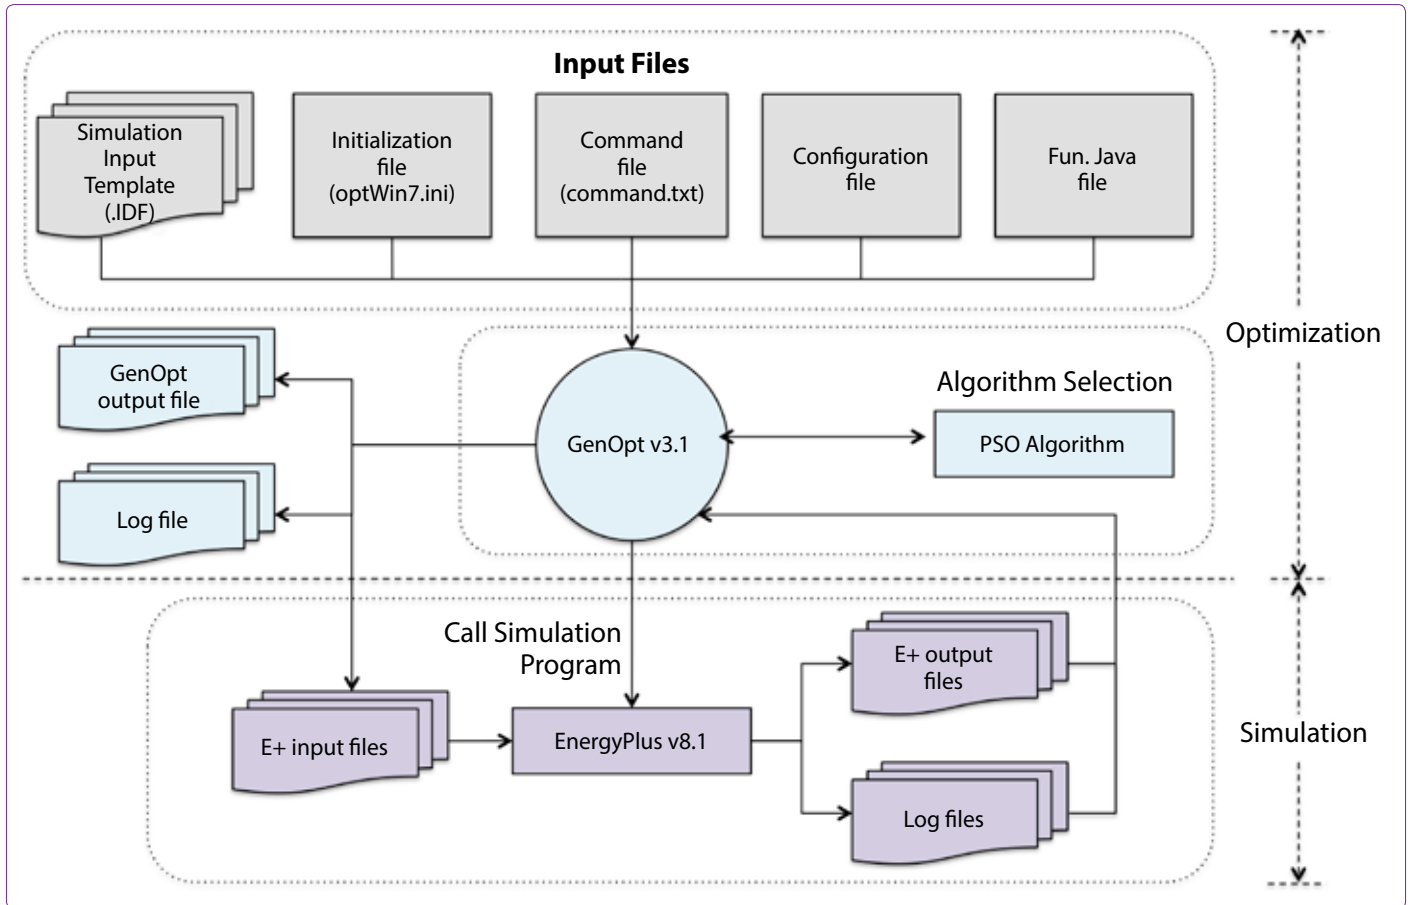 Input Files
Simulation
Input
Template
(.IDF)
Initialization
file
(optWin7.ini)
Command
file
(command.txt)
Configuration
file
Fun. Java
file
Optimization
GenOpt
output file
Log file
GenOpt v3.1
Algorithm Selection
PSO Algorithm
Call Simulation
Program
E+ input files
EnergyPlus v8.1
E+ output
files
Log files
Simulation